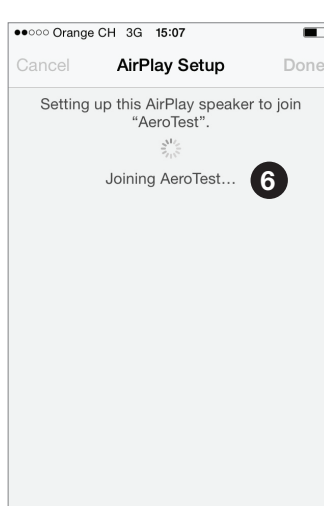 Orange CH 3G 15:07
Cancel AirPlay Setup Done
Setting up this AirPlay speaker to join
“AeroTest”.
Joining AeroTest… 6